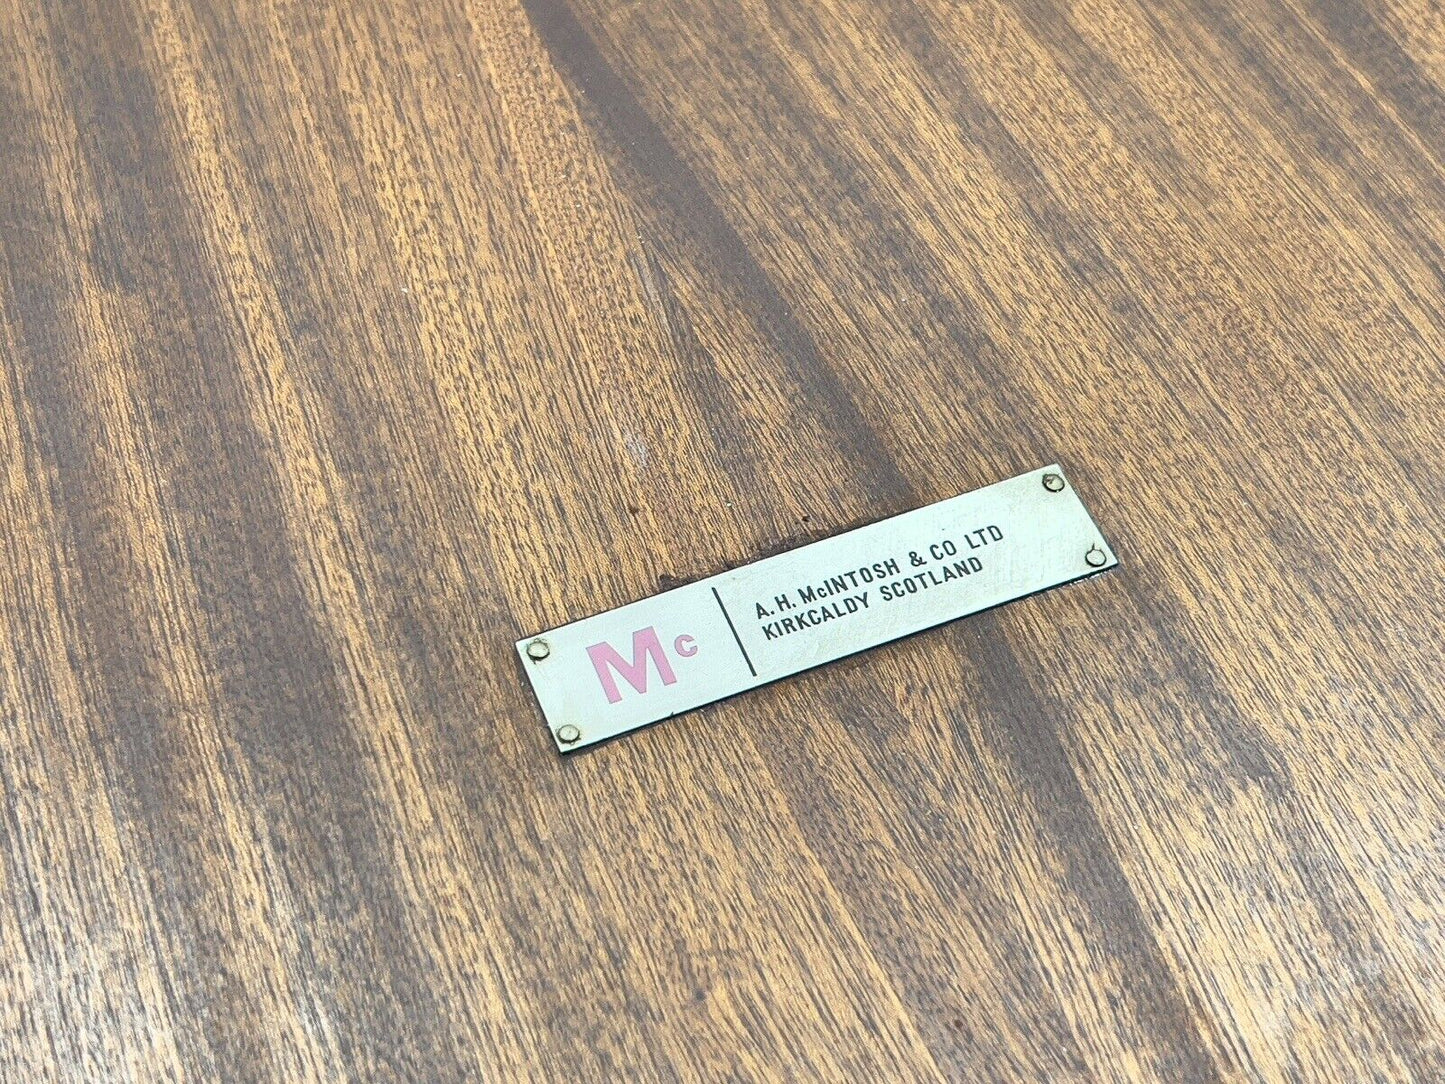 Mc
A. H. McINTOSH & CO LTD
KIRKCALDY SCOTLAND